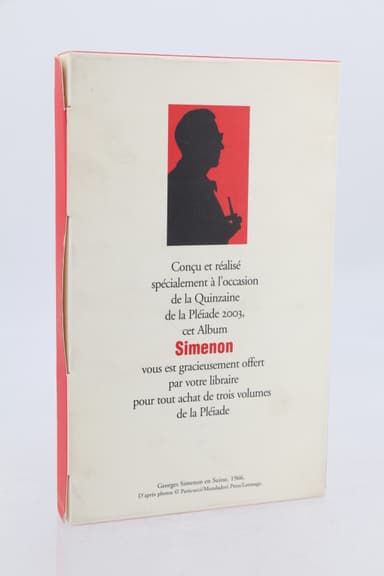 Conçu et réalisé
spécialement à l'occasion
de la Quinzaine
de la Pléiade 2003,
cet Album
Simenon
vous est gracieusement offert
par votre libraire
pour tout achat de trois volumes
de la Pléiade
Georges Simenon en Suisse, 1966.
D'après photos © Farinacci/Mondadori Press/Leemage